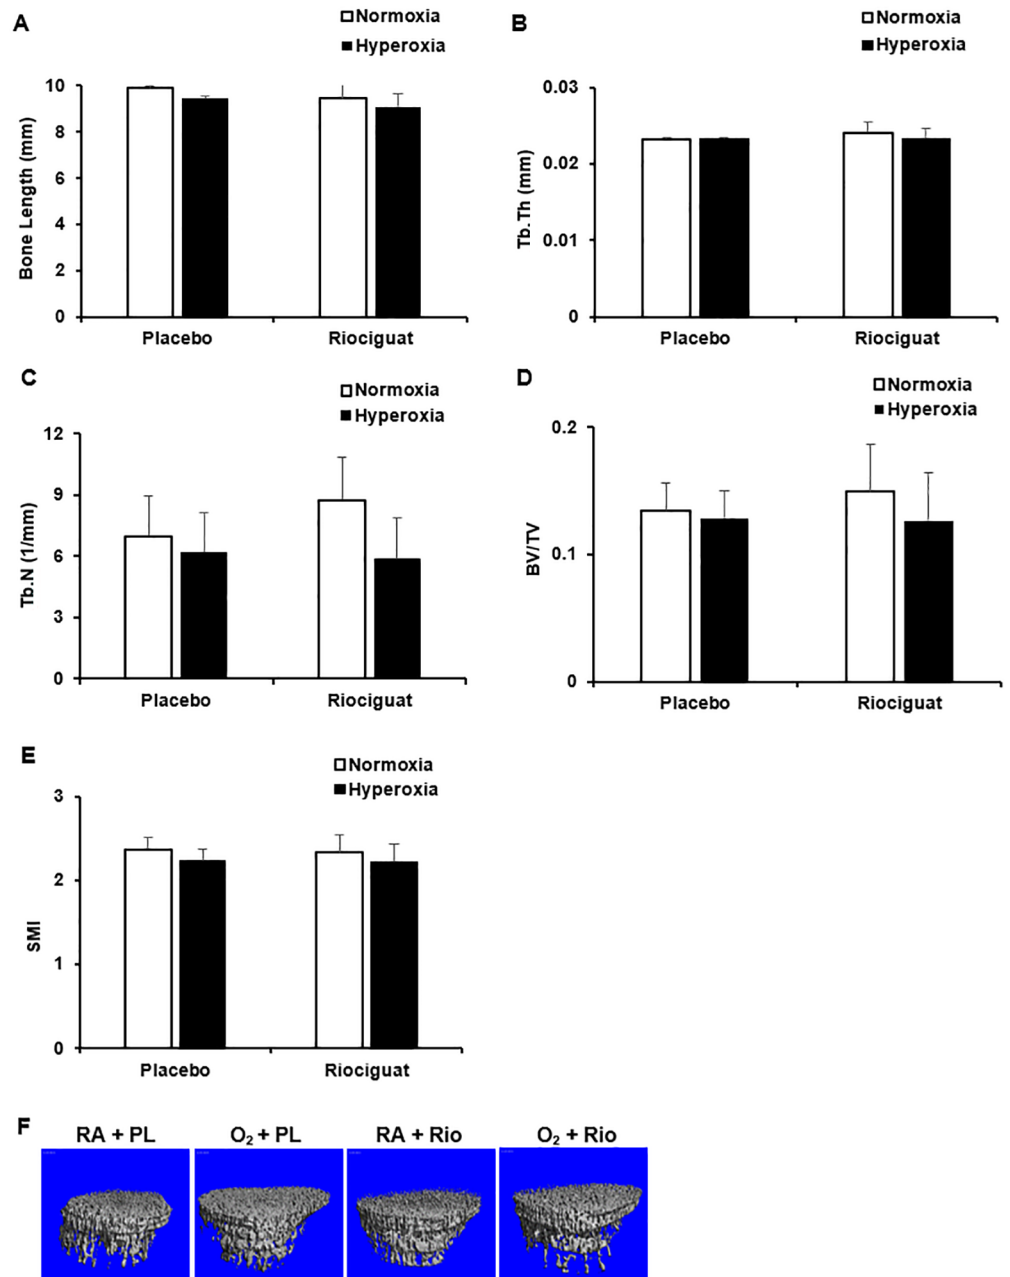 A
Normoxia
Hyperoxia
Bone Length (mm)
10
8
6
4
2
0
Placebo
Riociguat
B
Normoxia
Hyperoxia
Tb.Th (mm)
0.03
0.02
0.01
0
Placebo
Riociguat
C
Normoxia
Hyperoxia
Tb.N (1/mm)
12
9
6
3
0
Placebo
Riociguat
D
Normoxia
Hyperoxia
BV/TV
0.2
0.1
0
Placebo
Riociguat
E
Normoxia
Hyperoxia
SMI
3
2
1
0
Placebo
Riociguat
F
RA + PL
O₂ + PL
RA + Rio
O₂ + Rio